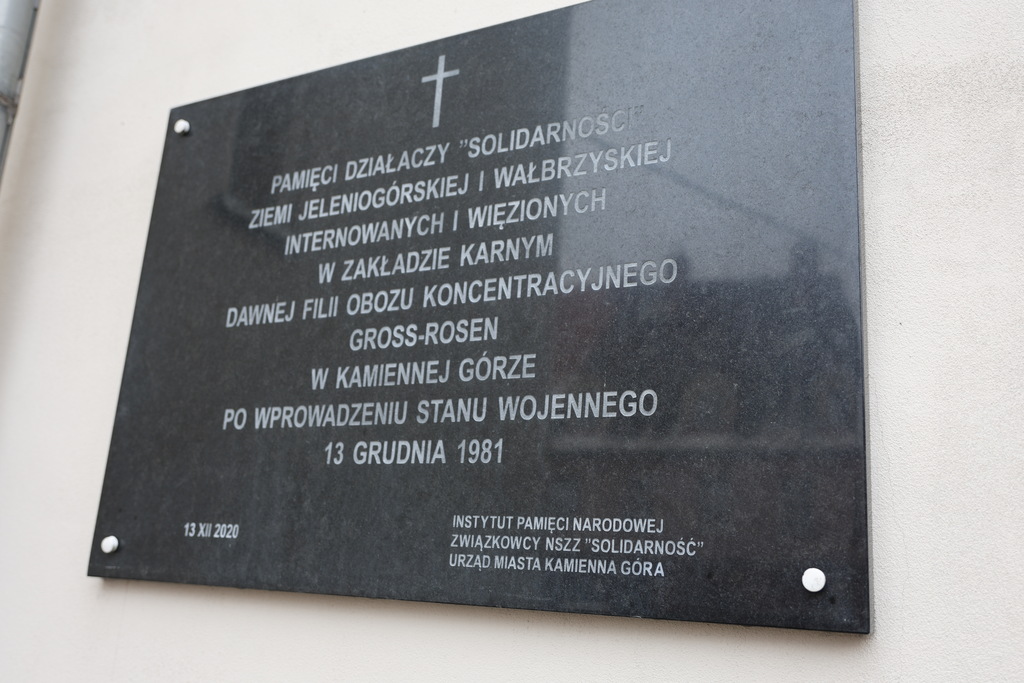 PAMIĘCI DZIAŁACZY "SOLIDARNOŚCI"
ZIEMI JELENIOGÓRSKIEJ I WAŁBRZYSKIEJ
INTERNOWANYCH I WIĘZIONYCH
W ZAKŁADZIE KARNYM
DAWNEJ FILII OBOZU KONCENTRACYJNEGO
GROSS-ROSEN
W KAMIENNEJ GÓRZE
PO WPROWADZENIU STANU WOJENNEGO
13 GRUDNIA 1981
13 XII 2020
INSTYTUT PAMIĘCI NARODOWEJ
ZWIĄZKOWCY NSZZ "SOLIDARNOŚĆ"
URZĄD MIASTA KAMIENNA GÓRA